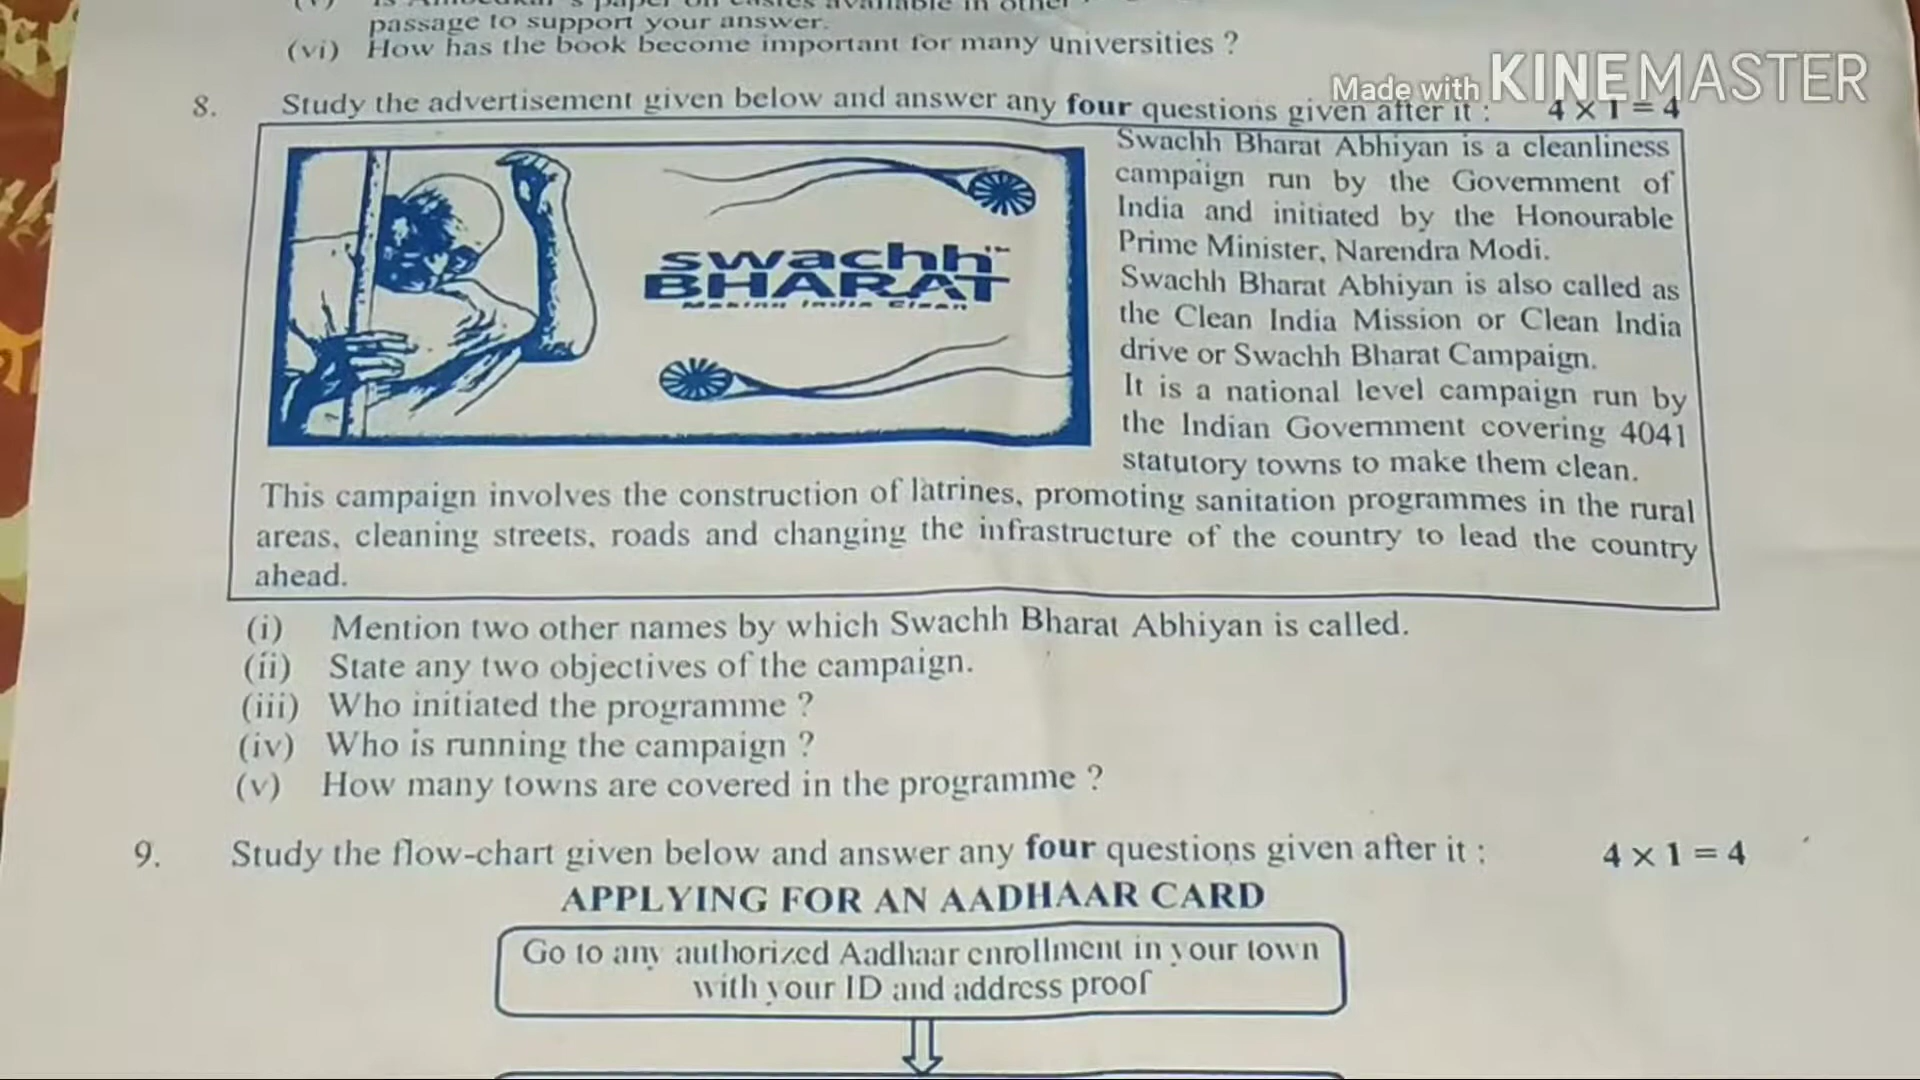 passage to support your answer.
(vi) How has the book become important for many universities ?
Made with KINEMASTER
8. Study the advertisement given below and answer any four questions given after it : 4 × 1 = 4
swachh
BHARAT
Swachh Bharat Abhiyan is a cleanliness
campaign run by the Government of
India and initiated by the Honourable
Prime Minister, Narendra Modi.
Swachh Bharat Abhiyan is also called as
the Clean India Mission or Clean India
drive or Swachh Bharat Campaign.
It is a national level campaign run by
the Indian Government covering 4041
statutory towns to make them clean.
This campaign involves the construction of latrines, promoting sanitation programmes in the rural
areas, cleaning streets, roads and changing the infrastructure of the country to lead the country
ahead.
(i) Mention two other names by which Swachh Bharat Abhiyan is called.
(ii) State any two objectives of the campaign.
(iii) Who initiated the programme ?
(iv) Who is running the campaign ?
(v) How many towns are covered in the programme ?
9. Study the flow-chart given below and answer any four questions given after it : 4 × 1 = 4
APPLYING FOR AN AADHAAR CARD
Go to any authorized Aadhaar enrollment in your town
with your ID and address proof